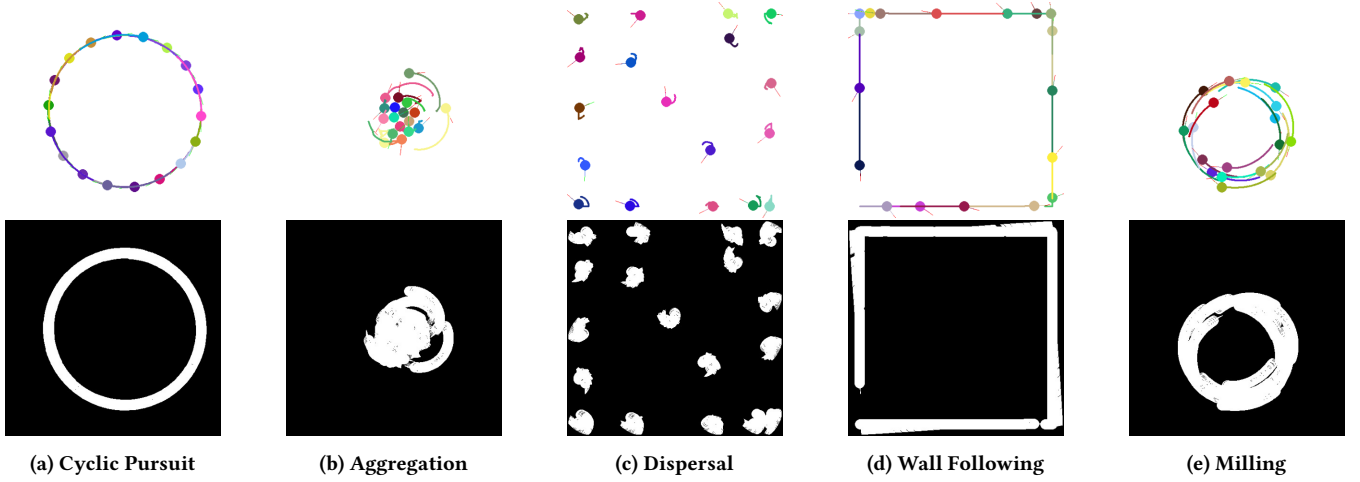 (a) Cyclic Pursuit
(b) Aggregation
(c) Dispersal
(d) Wall Following
(e) Milling